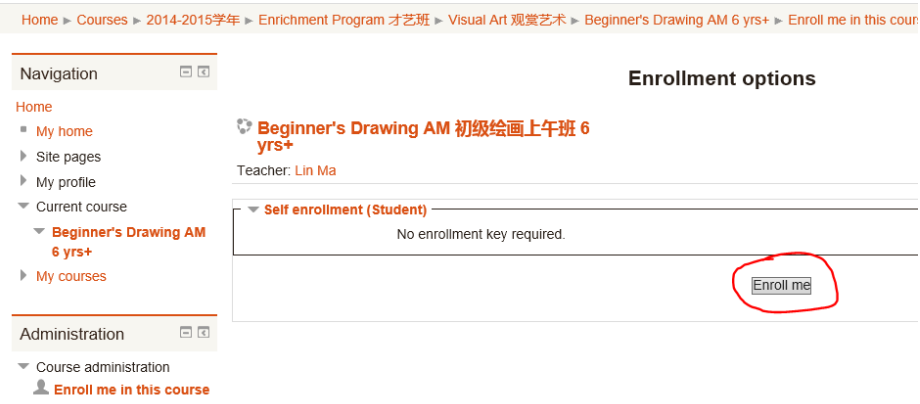 Home ► Courses ► 2014-2015学年 ► Enrichment Program 才艺班 ► Visual Art 观赏艺术 ► Beginner's Drawing AM 6 yrs+ ► Enroll me in this cour
Navigation
Home
My home
Site pages
My profile
Current course
Beginner's Drawing AM
6 yrs+
My courses
Administration
Course administration
Enroll me in this course
Enrollment options
Beginner's Drawing AM 初级绘画上午班 6
yrs+
Teacher: Lin Ma
Self enrollment (Student)
No enrollment key required.
Enroll me